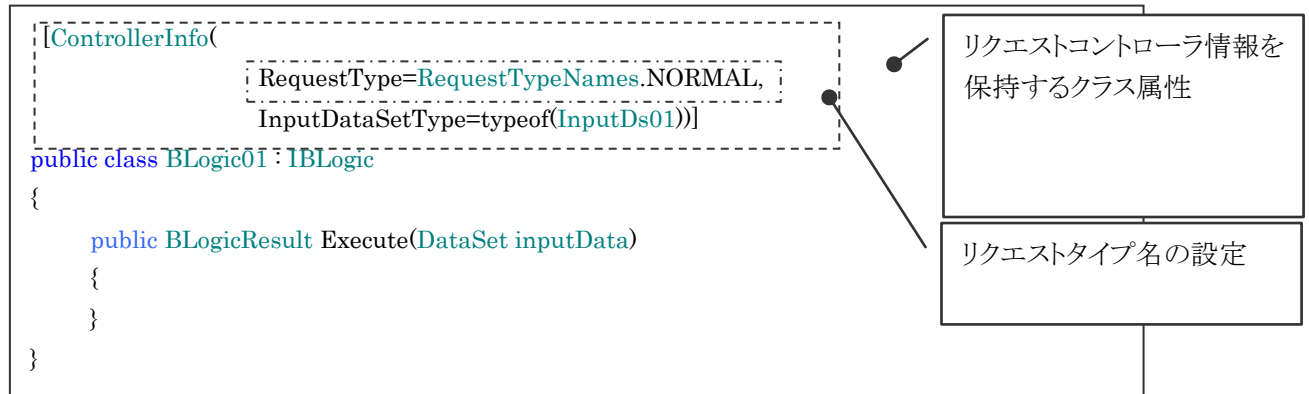 [ControllerInfo(
RequestType=RequestTypeNames.NORMAL,
InputDataSetType=typeof(InputDs01))]
public class BLogic01 : IBLogic
{
public BLogicResult Execute(DataSet inputData)
{
}
}
リクエストコントローラ情報を
保持するクラス属性
リクエストタイプ名の設定